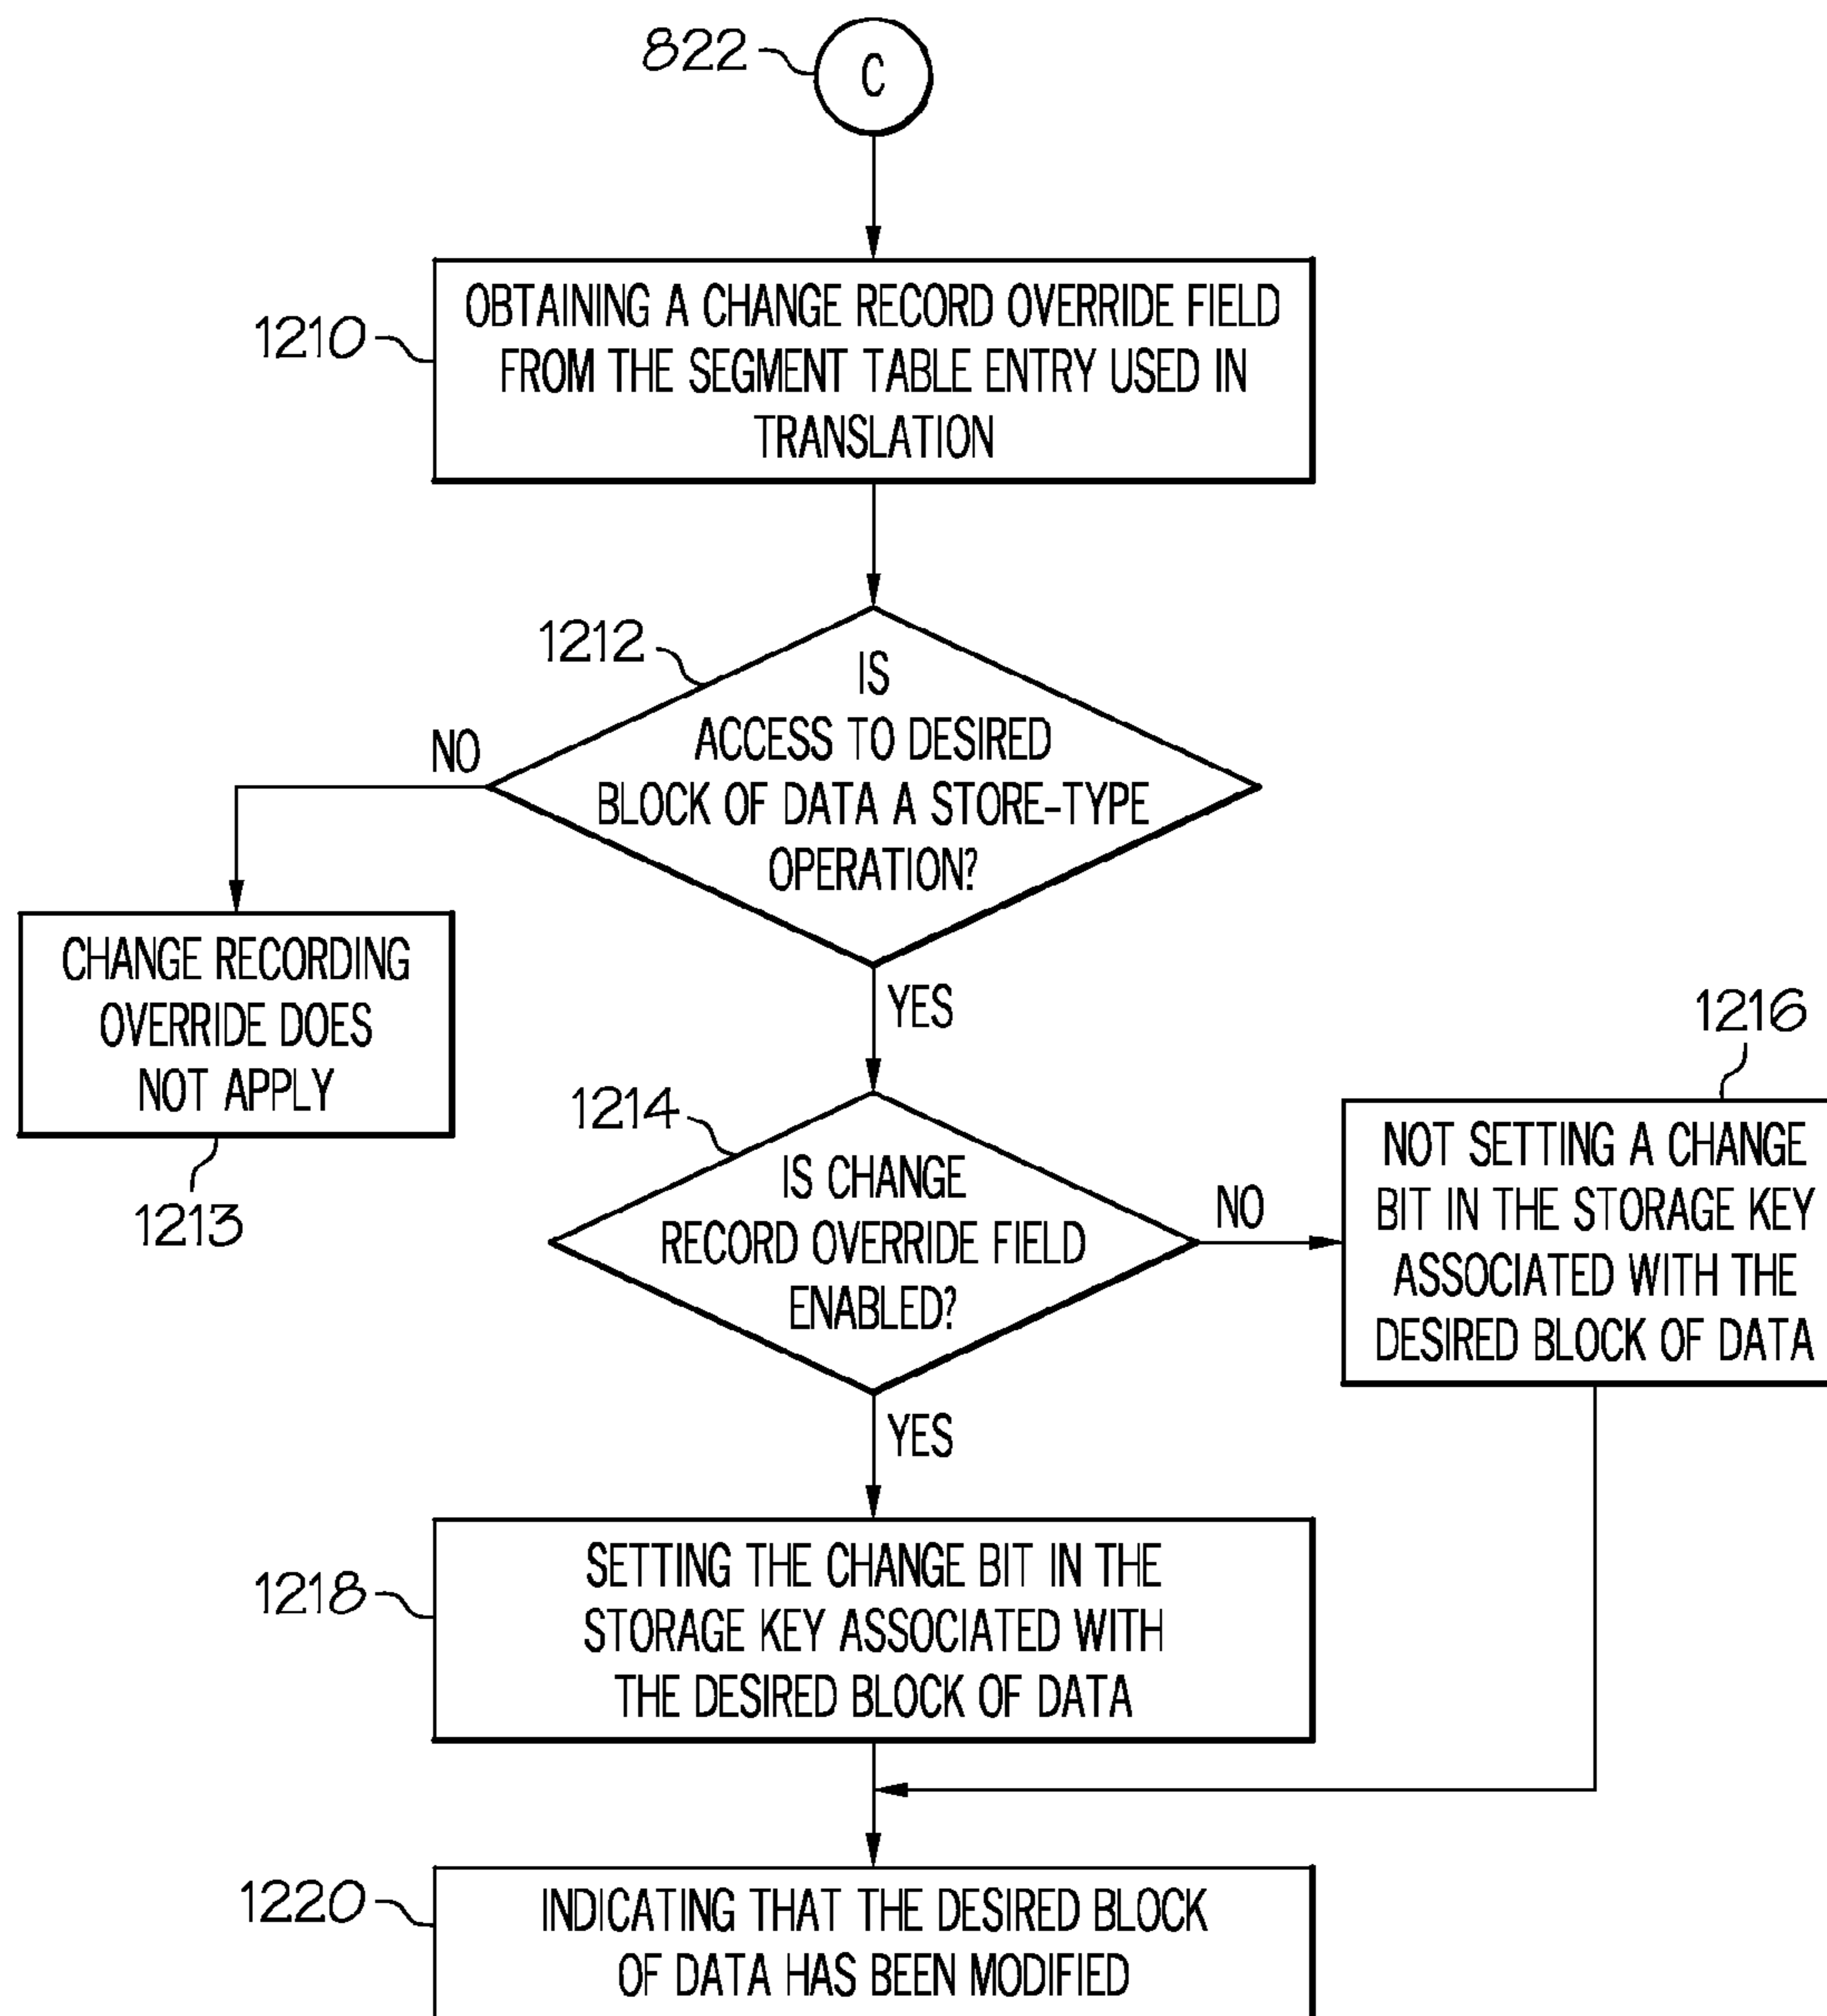 822
C
1210
OBTAINING A CHANGE RECORD OVERRIDE FIELD
FROM THE SEGMENT TABLE ENTRY USED IN
TRANSLATION
1212
IS
ACCESS TO DESIRED
BLOCK OF DATA A STORE-TYPE
OPERATION?
NO
CHANGE RECORDING
OVERRIDE DOES
NOT APPLY
1213
YES
1214
IS CHANGE
RECORD OVERRIDE FIELD
ENABLED?
NO
1216
NOT SETTING A CHANGE
BIT IN THE STORAGE KEY
ASSOCIATED WITH THE
DESIRED BLOCK OF DATA
YES
1218
SETTING THE CHANGE BIT IN THE
STORAGE KEY ASSOCIATED WITH
THE DESIRED BLOCK OF DATA
1220
INDICATING THAT THE DESIRED BLOCK
OF DATA HAS BEEN MODIFIED